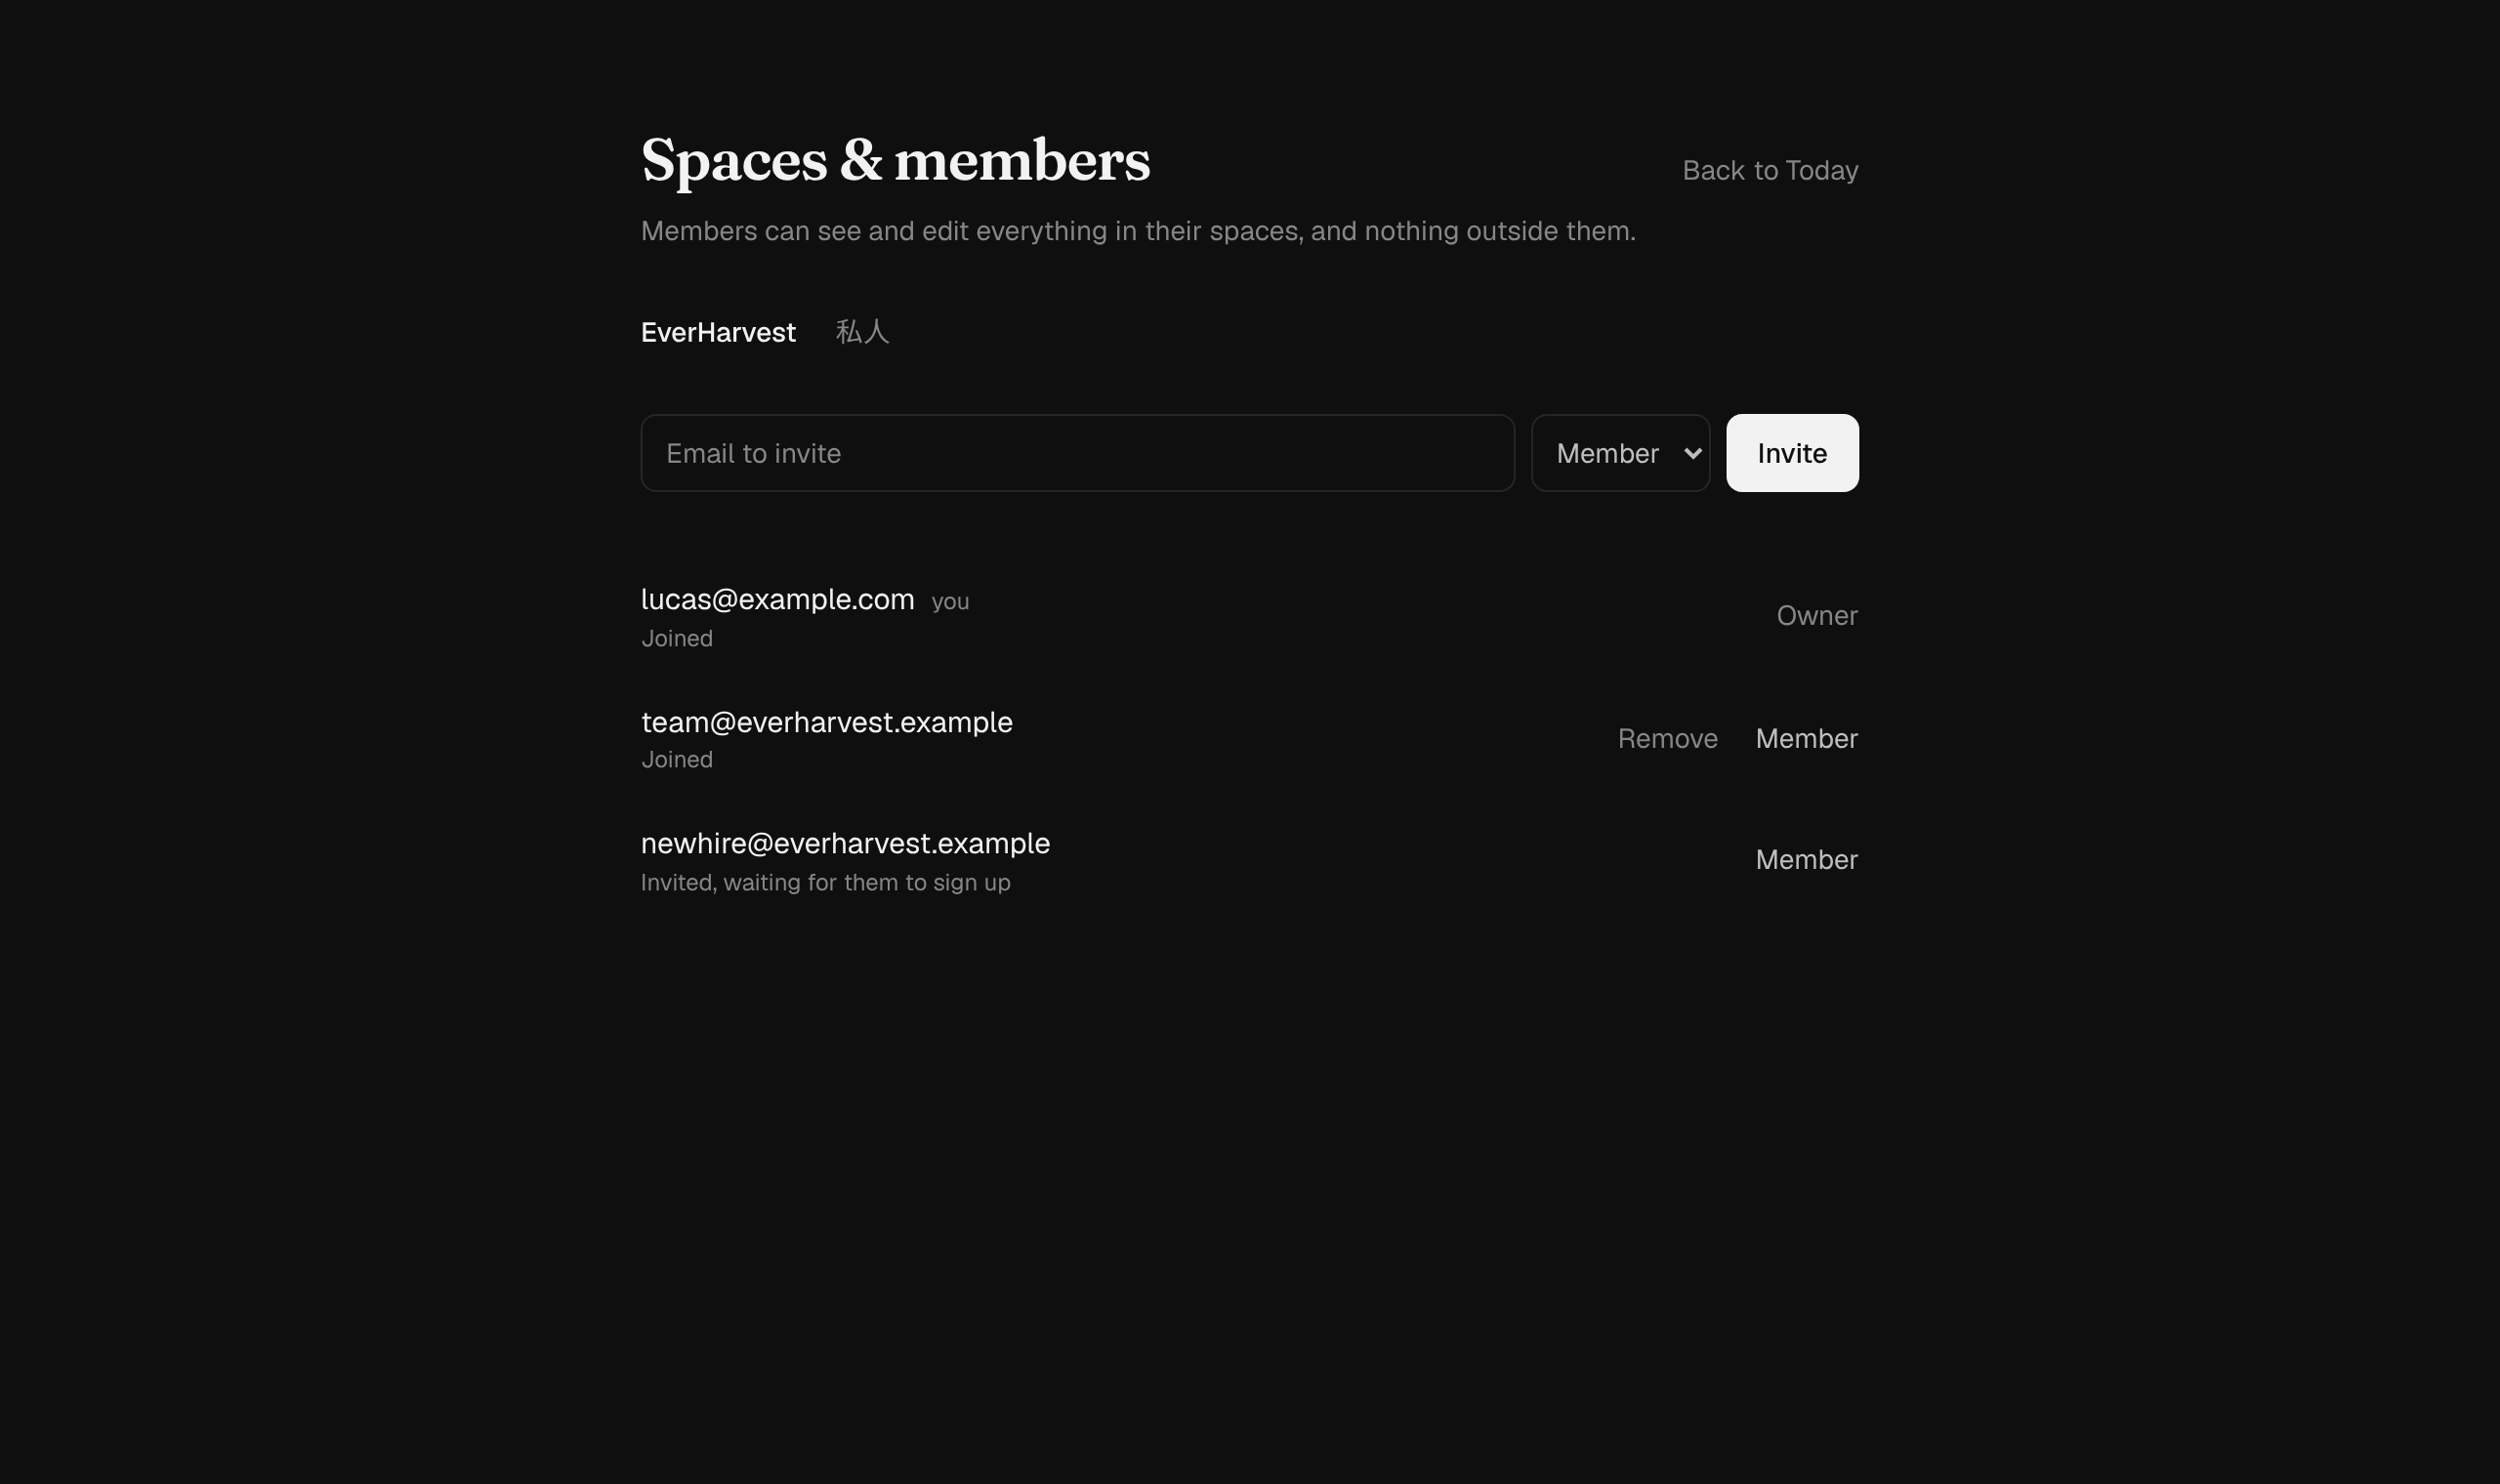 Spaces & members
Back to Today
Members can see and edit everything in their spaces, and nothing outside them.
EverHarvest 私人
Email to invite
Member
Invite
lucas@example.com you
Joined
Owner
team@everharvest.example
Joined
Remove Member
newhire@everharvest.example
Invited, waiting for them to sign up
Member